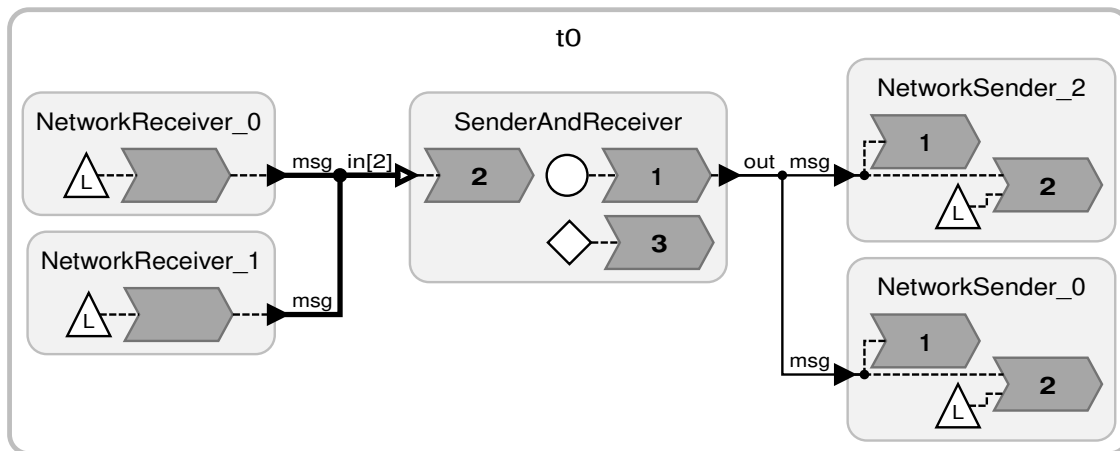 t0
NetworkReceiver_0
L
msg
in[2]
NetworkReceiver_1
L
msg
SenderAndReceiver
2
1
3
out
msg
NetworkSender_2
1
2
L
msg
NetworkSender_0
1
2
L